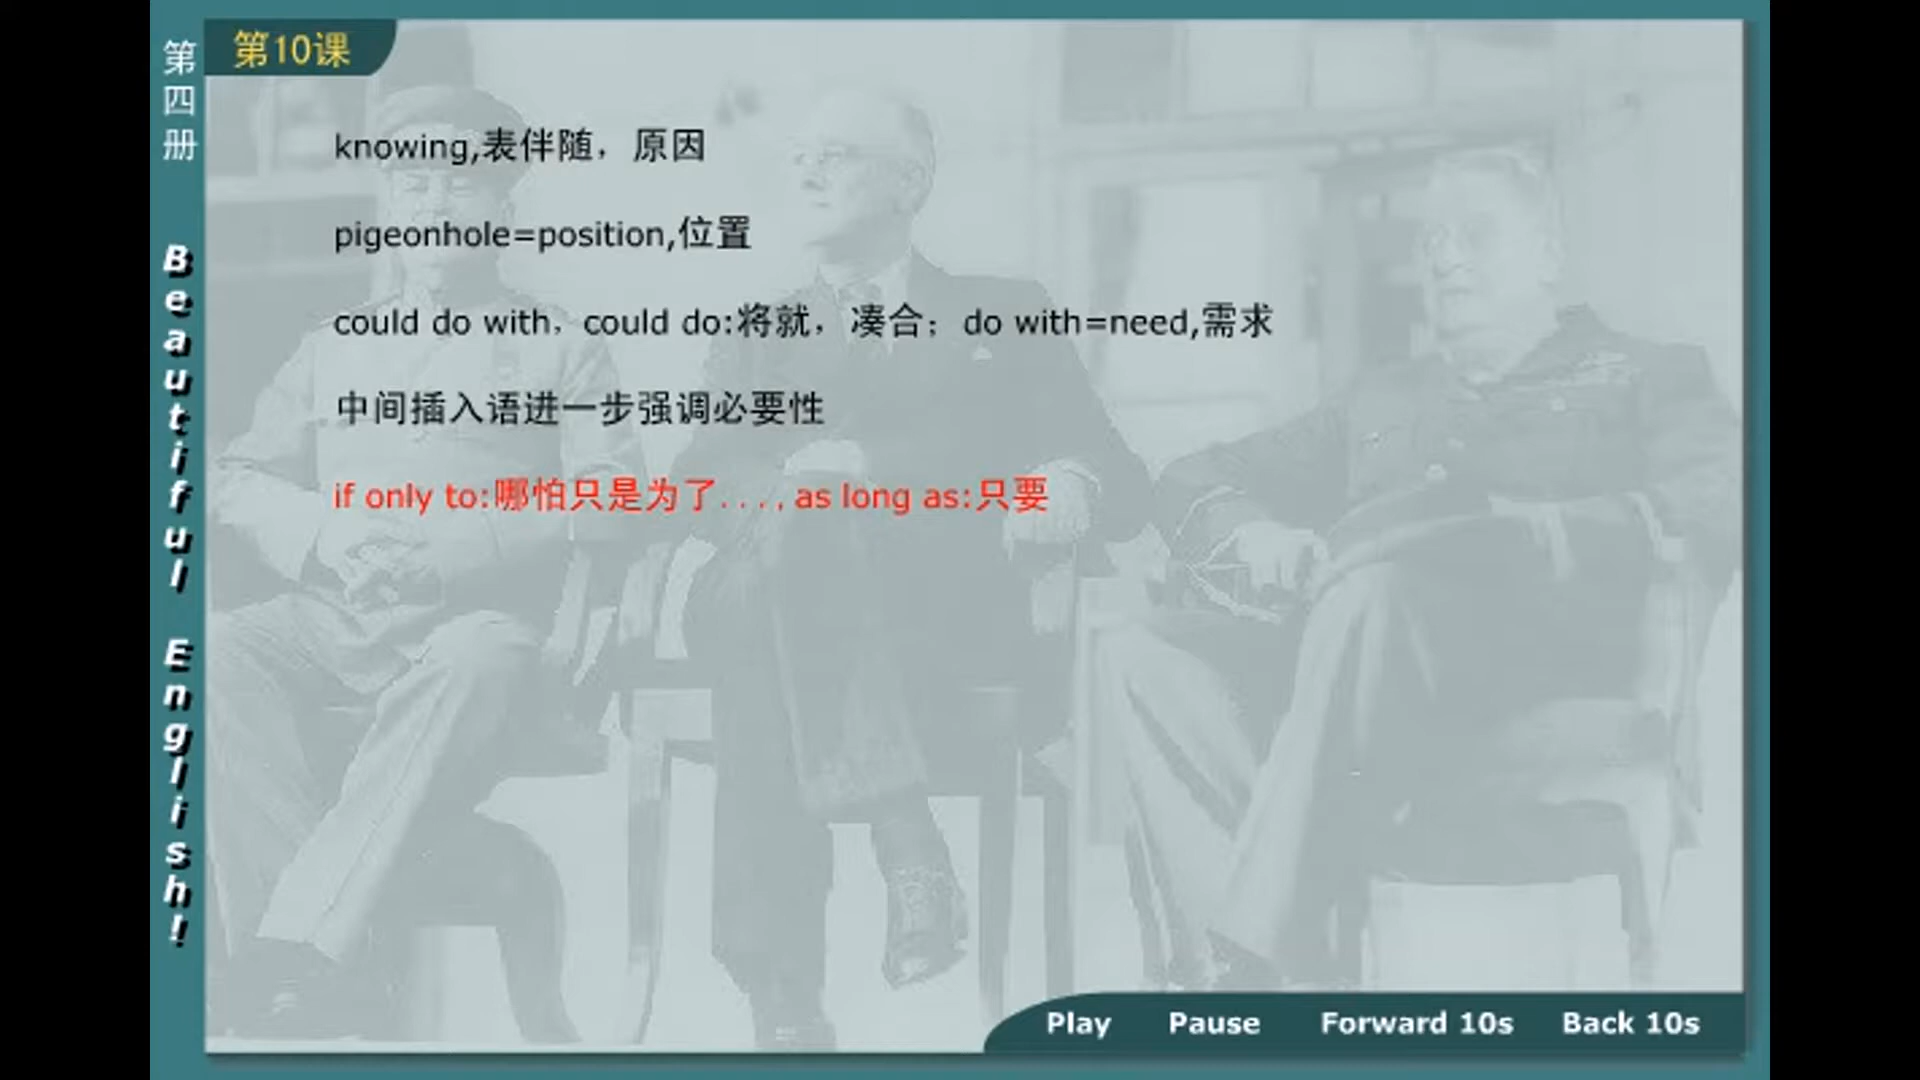 第四册
Beautiful English!
第10课
knowing,表伴随，原因
pigeonhole=position,位置
could do with，could do:将就，凑合；do with=need,需求
中间插入语进一步强调必要性
if only to:哪怕只是为了...,as long as:只要
Play Pause Forward 10s Back 10s